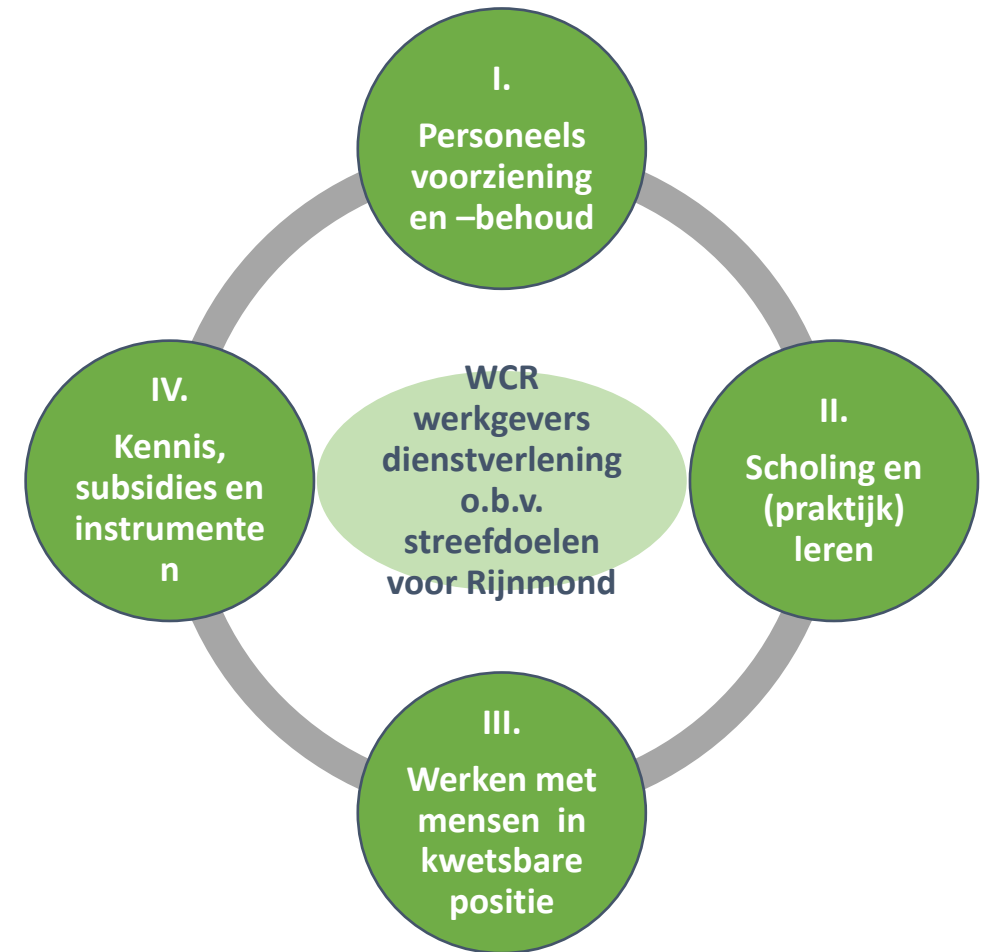 I.
Personeels
voorziening
en –behoud
II.
Scholing en
(praktijk)
leren
III.
Werken met
mensen  in
kwetsbare
positie
IV.
Kennis,
subsidies en
instrumente
n
WCR
werkgevers
dienstverlening
o.b.v.
streefdoelen
voor Rijnmond